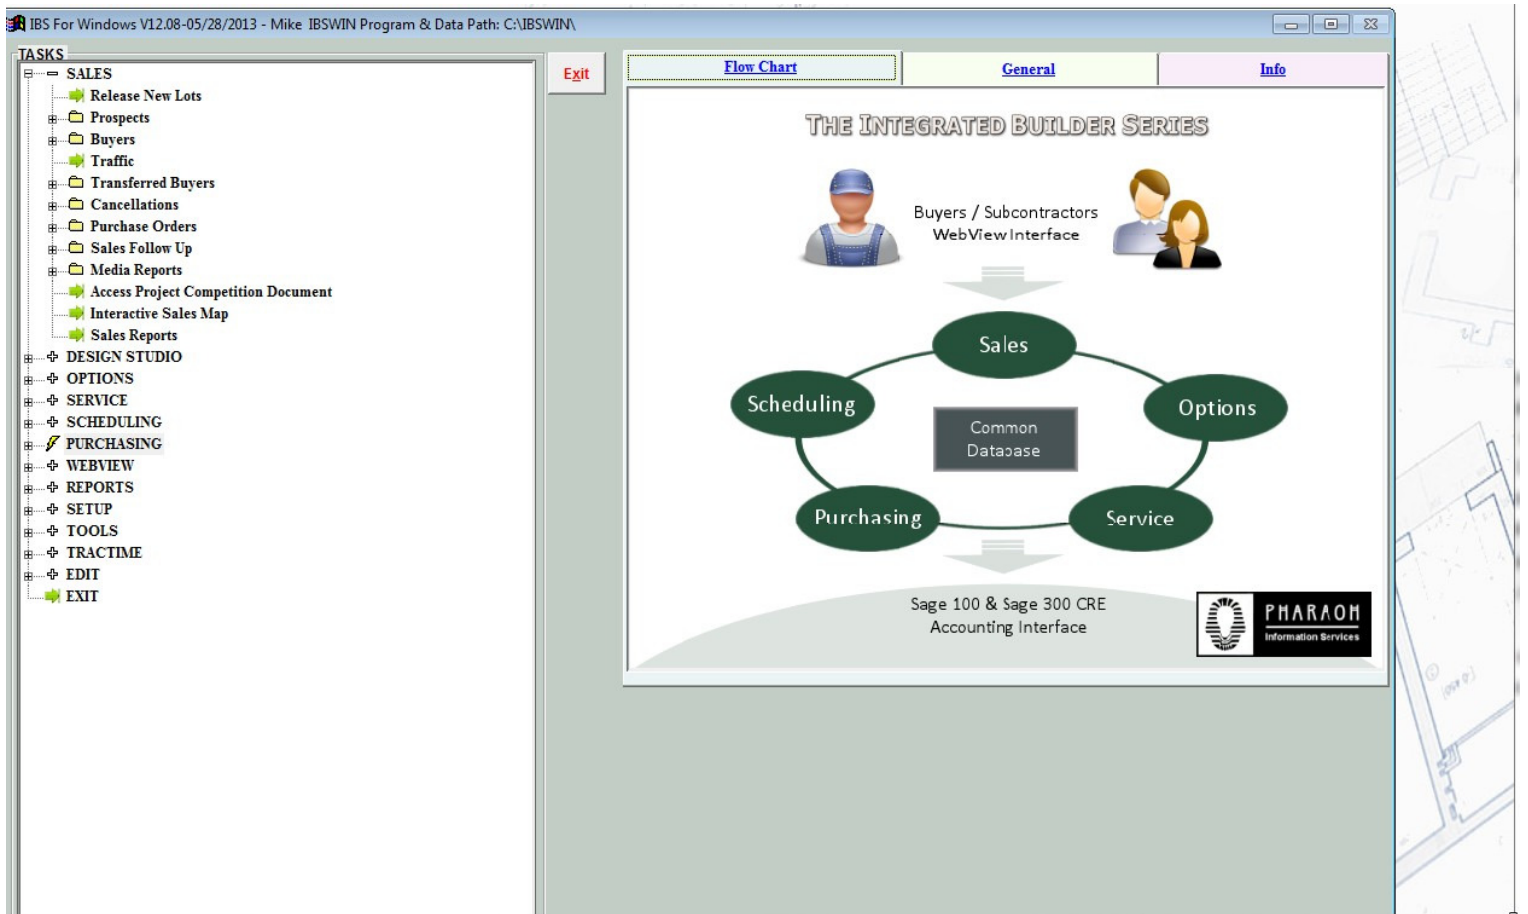 IBS For Windows V12.08-05/28/2013 - Mike IBSWIN Program & Data Path: C:\IBSWIN\
TASKS
SALES
Release New Lots
Prospects
Buyers
Traffic
Transferred Buyers
Cancellations
Purchase Orders
Sales Follow Up
Media Reports
Access Project Competition Document
Interactive Sales Map
Sales Reports
DESIGN STUDIO
OPTIONS
SERVICE
SCHEDULING
PURCHASING
WEBVIEW
REPORTS
SETUP
TOOLS
TRACTIME
EDIT
EXIT
Exit
Flow Chart
General
Info
THE INTEGRATED BUILDER SERIES
Buyers / Subcontractors
WebView Interface
Sales
Scheduling
Options
Common
Database
Purchasing
Service
Sage 100 & Sage 300 CRE
Accounting Interface
PHARAOH
Information Services